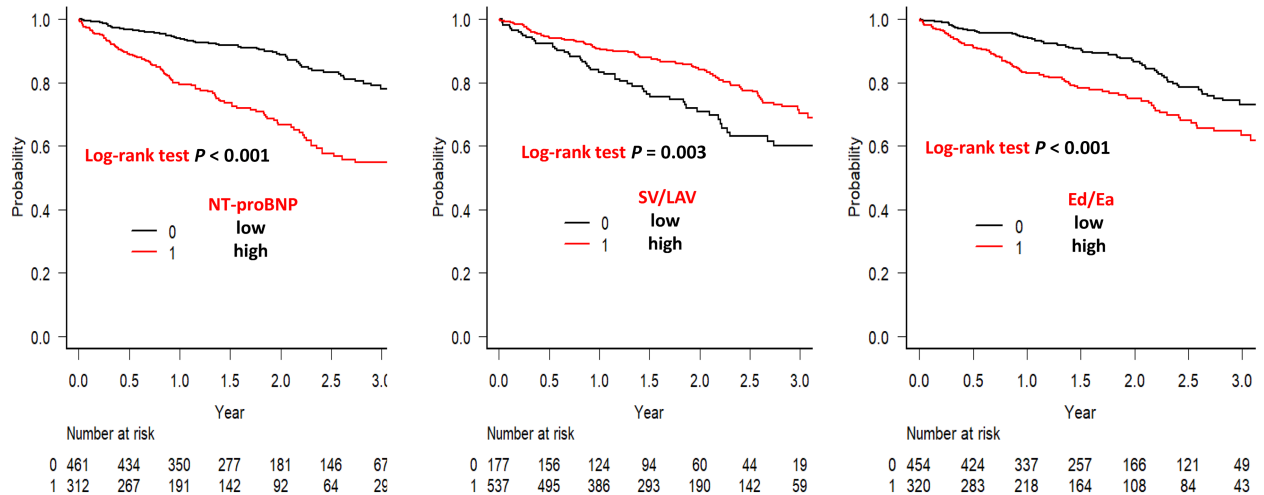 1.0
0.8
0.6
0.4
0.2
0.0
Probability
Log-rank test P < 0.001
NT-proBNP
0 low
1 high
0.0 0.5 1.0 1.5 2.0 2.5 3.0
Year
Number at risk
0 461 434 350 277 181 146 67
1 312 267 191 142 92 64 29
1.0
0.8
0.6
0.4
0.2
0.0
Probability
Log-rank test P = 0.003
SV/LAV
0 low
1 high
0.0 0.5 1.0 1.5 2.0 2.5 3.0
Year
Number at risk
0 177 156 124 94 60 44 19
1 537 495 386 293 190 142 59
1.0
0.8
0.6
0.4
0.2
0.0
Probability
Log-rank test P < 0.001
Ed/Ea
0 low
1 high
0.0 0.5 1.0 1.5 2.0 2.5 3.0
Year
Number at risk
0 454 424 337 257 166 121 49
1 320 283 218 164 108 84 43